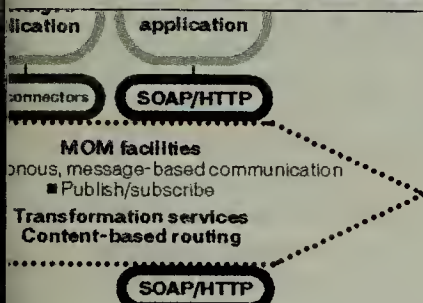 lication application
connectors SOAP/HTTP
MOM facilities
onous, message-based communication
■ Publish/subscribe
Transformation services
Content-based routing
SOAP/HTTP